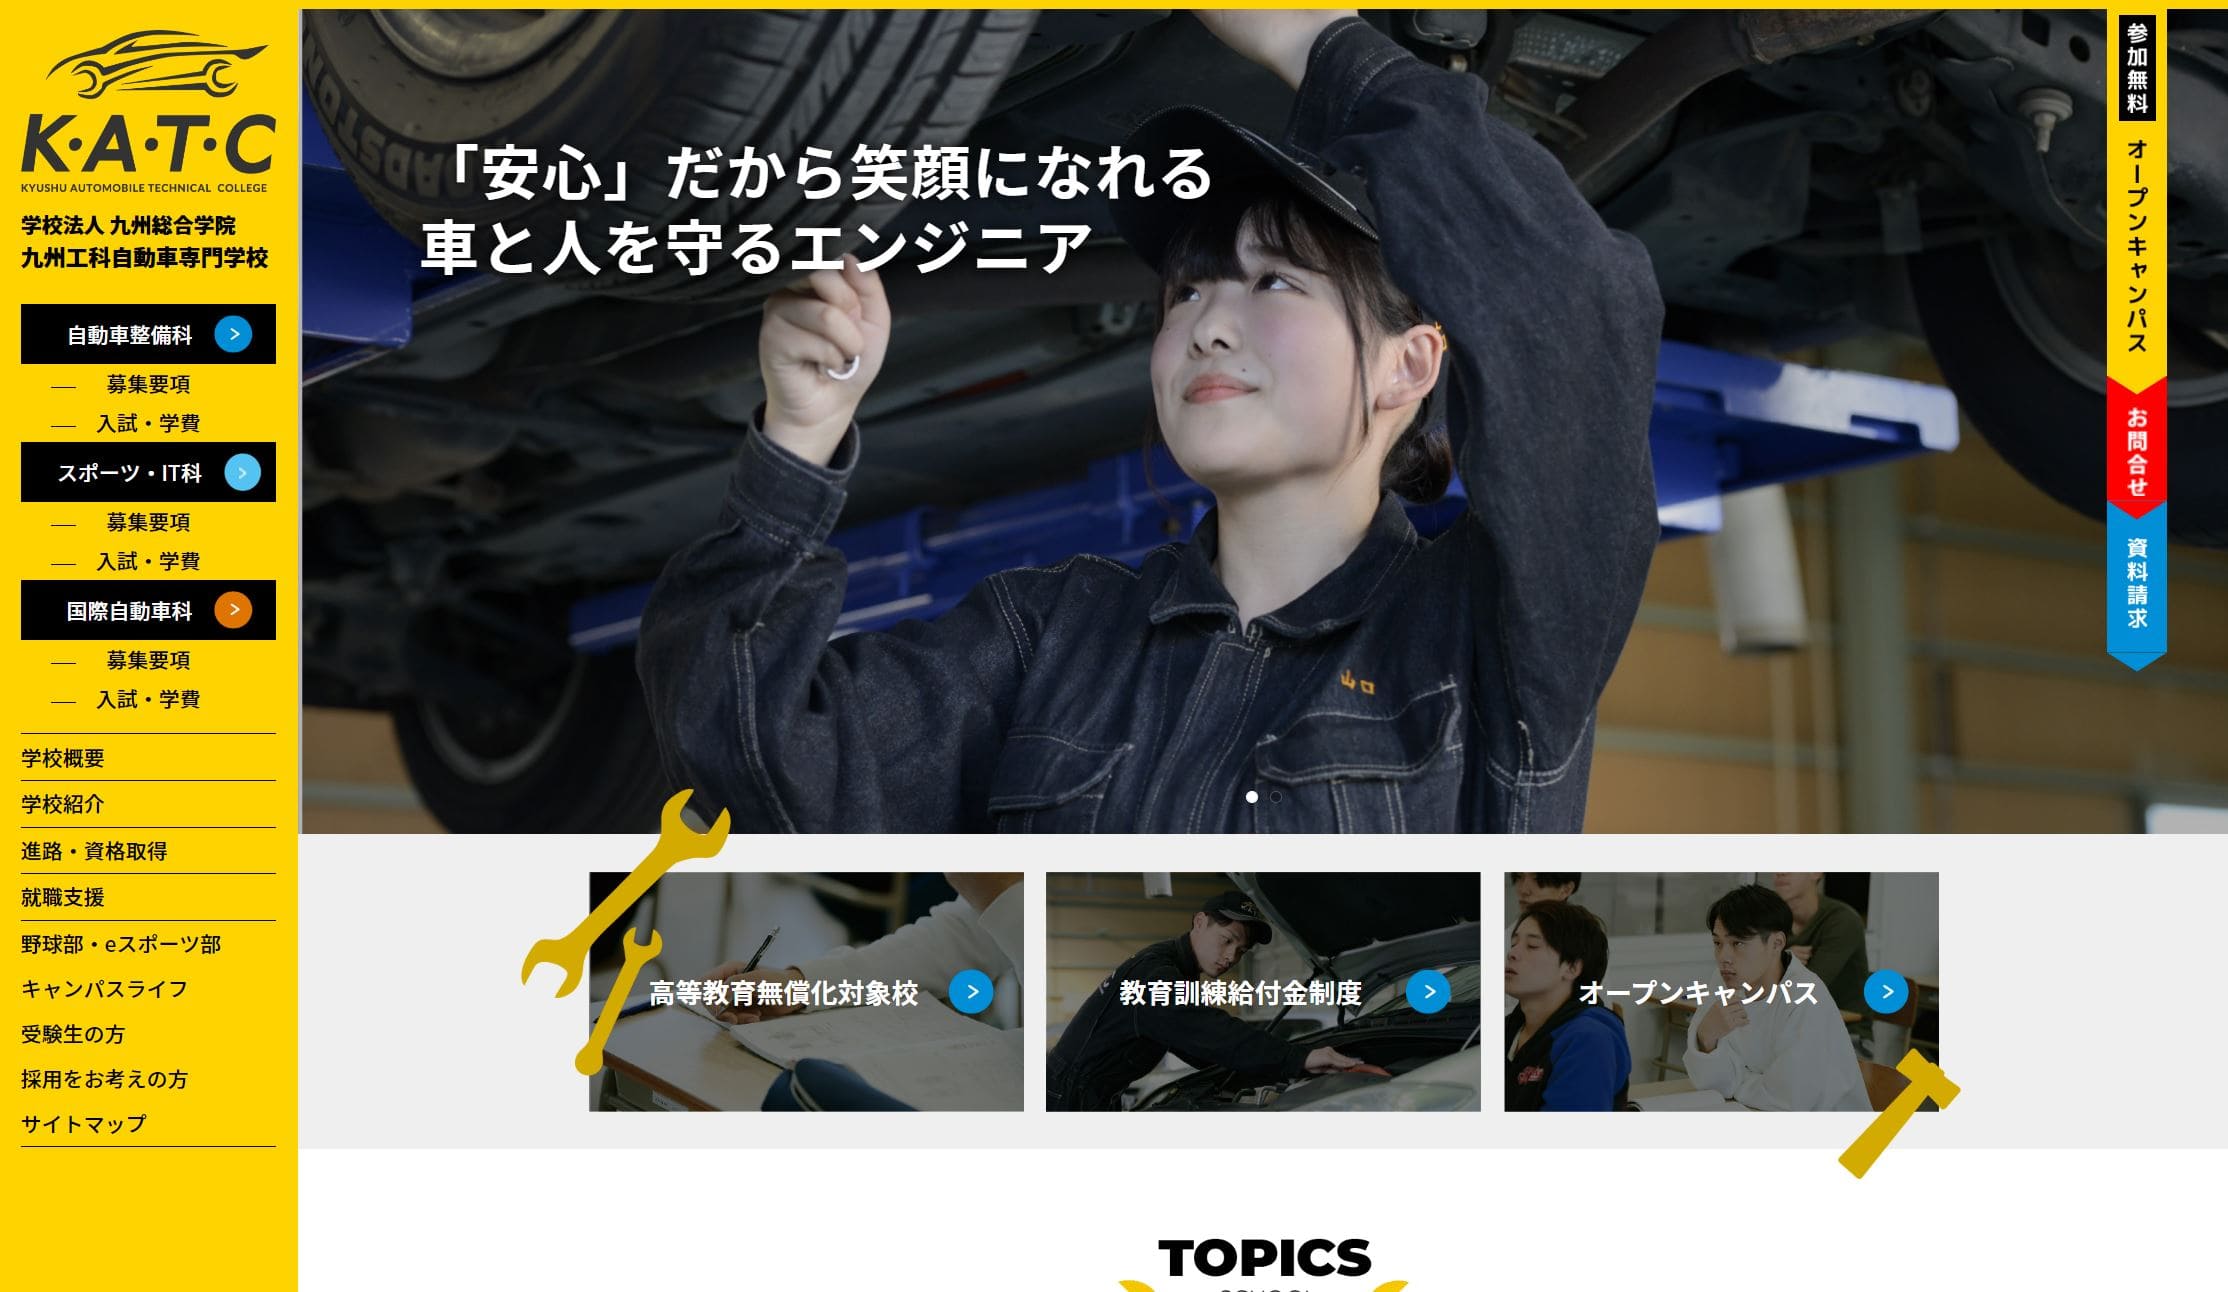 K·A·T·C
KYUSHU AUTOMOBILE TECHNICAL COLLEGE
学校法人 九州総合学院
九州工科自動車専門学校
自動車整備科
募集要項
入試・学費
スポーツ・IT科
募集要項
入試・学費
国際自動車科
募集要項
入試・学費
学校概要
学校紹介
進路・資格取得
就職支援
野球部・eスポーツ部
キャンパスライフ
受験生の方
採用をお考えの方
サイトマップ
「安心」だから笑顔になれる
車と人を守るエンジニア
山口
参加無料
オープンキャンパス
お問合せ
資料請求
高等教育無償化対象校
教育訓練給付金制度
オープンキャンパス
TOPICS